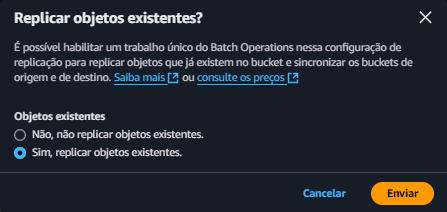 Replicar objetos existentes?
É possível habilitar um trabalho único do Batch Operations nessa configuração de
replicação para replicar objetos que já existem no bucket e sincronizar os buckets de
origem e de destino. Saiba mais ou consulte os preços
Objetos existentes
Não, não replicar objetos existentes.
Sim, replicar objetos existentes.
Cancelar
Enviar